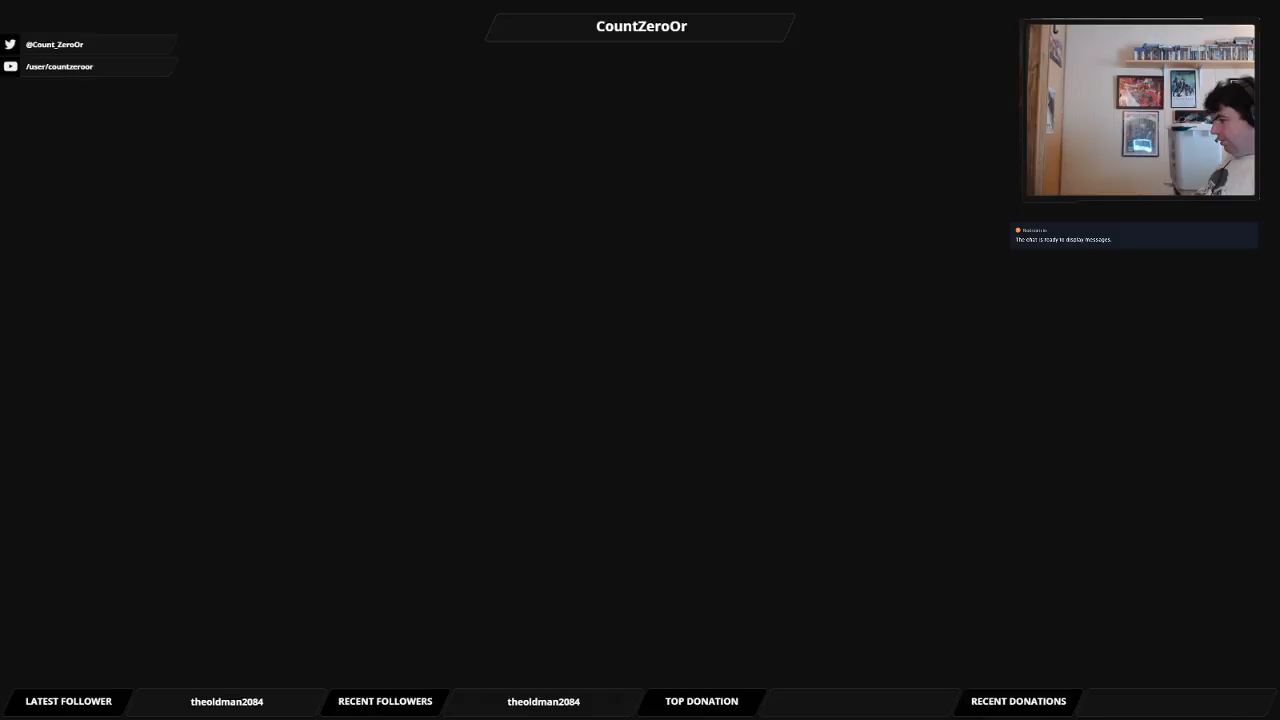 CountZeroOr
@Count_ZeroOr
/user/countzeroor
The chat is ready to display messages.
LATEST FOLLOWER
theoldman2084
RECENT FOLLOWERS
theoldman2084
TOP DONATION
RECENT DONATIONS